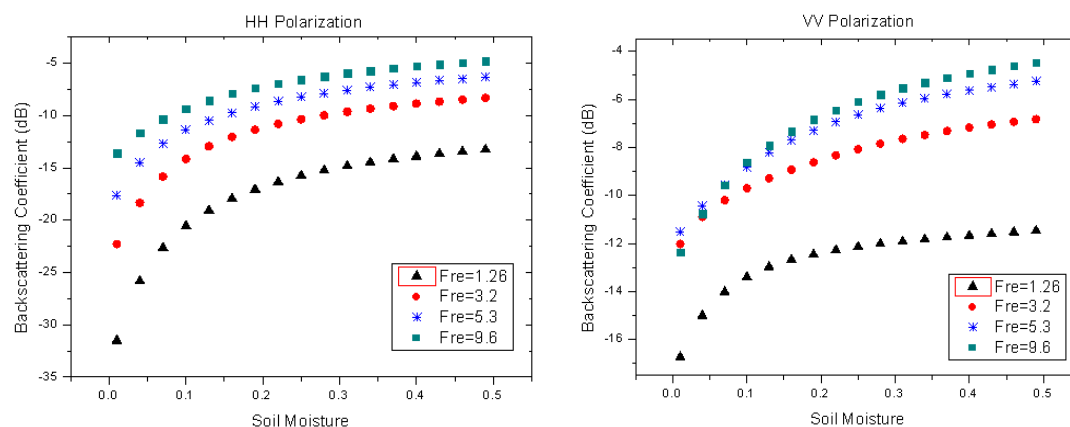 HH Polarization
Backscattering Coefficient (dB)
-5
-10
-15
-20
-25
-30
-35
0.0 0.1 0.2 0.3 0.4 0.5
Soil Moisture
Fre=1.26
Fre=3.2
Fre=5.3
Fre=9.6
VV Polarization
Backscattering Coefficient (dB)
-4
-6
-8
-10
-12
-14
-16
0.0 0.1 0.2 0.3 0.4 0.5
Soil Moisture
Fre=1.26
Fre=3.2
Fre=5.3
Fre=9.6